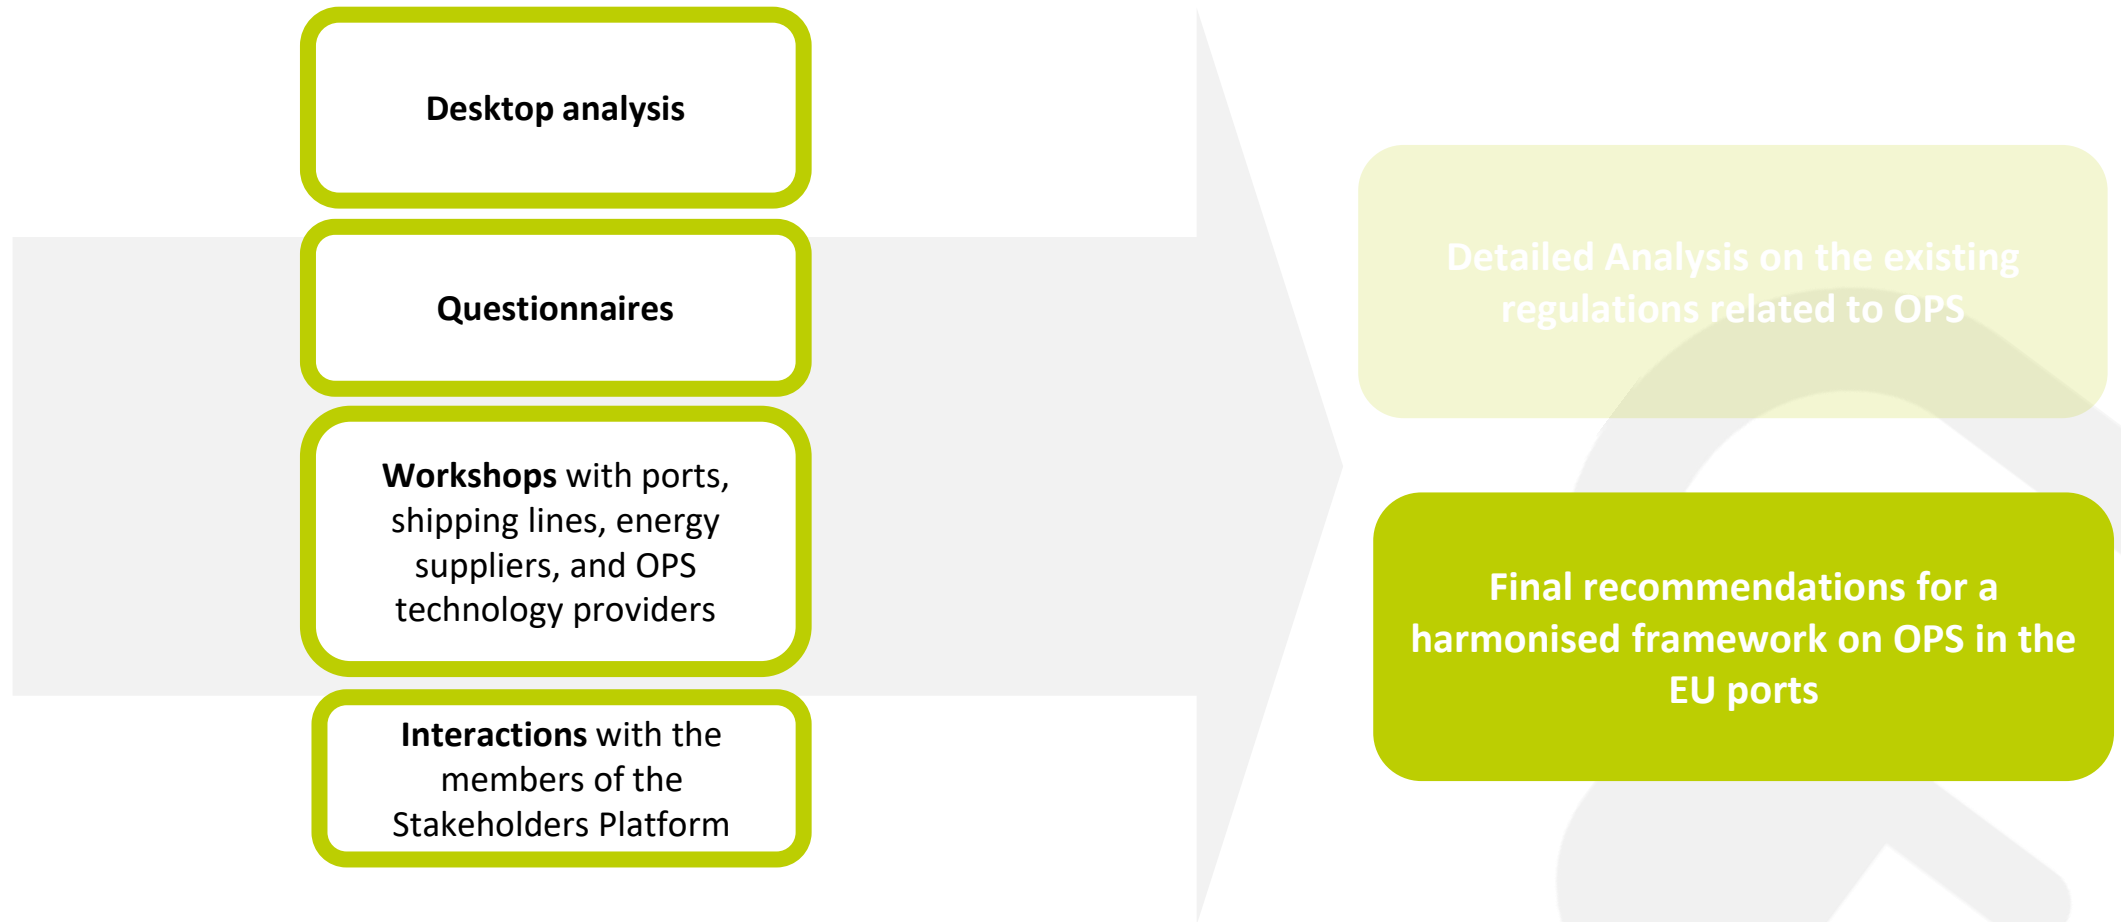 Desktop analysis
Questionnaires
Workshops with ports,
shipping lines, energy
suppliers, and OPS
technology providers
Interactions with the
members of the
Stakeholders Platform
Detailed Analysis on the existing
regulations related to OPS
Final recommendations for a
harmonised framework on OPS in the
EU ports